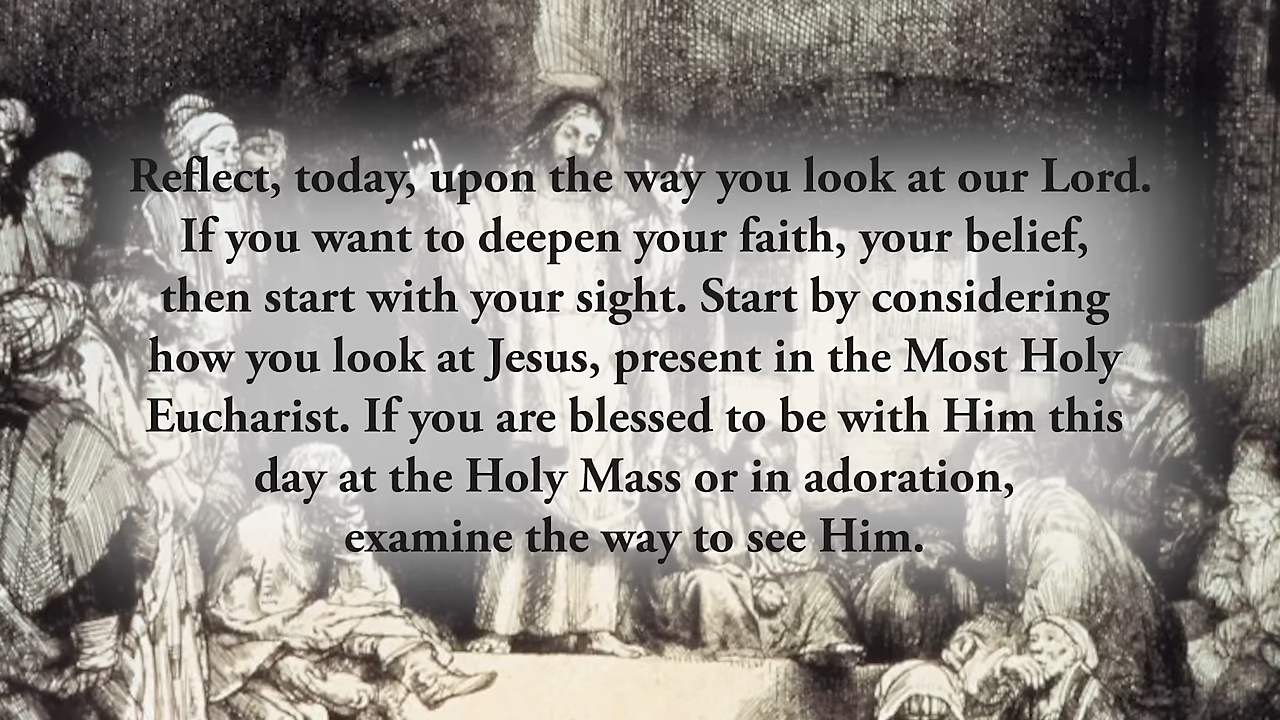 Reflect, today, upon the way you look at our Lord.
If you want to deepen your faith, your belief,
then start with your sight. Start by considering
how you look at Jesus, present in the Most Holy
Eucharist. If you are blessed to be with Him this
day at the Holy Mass or in adoration,
examine the way to see Him.